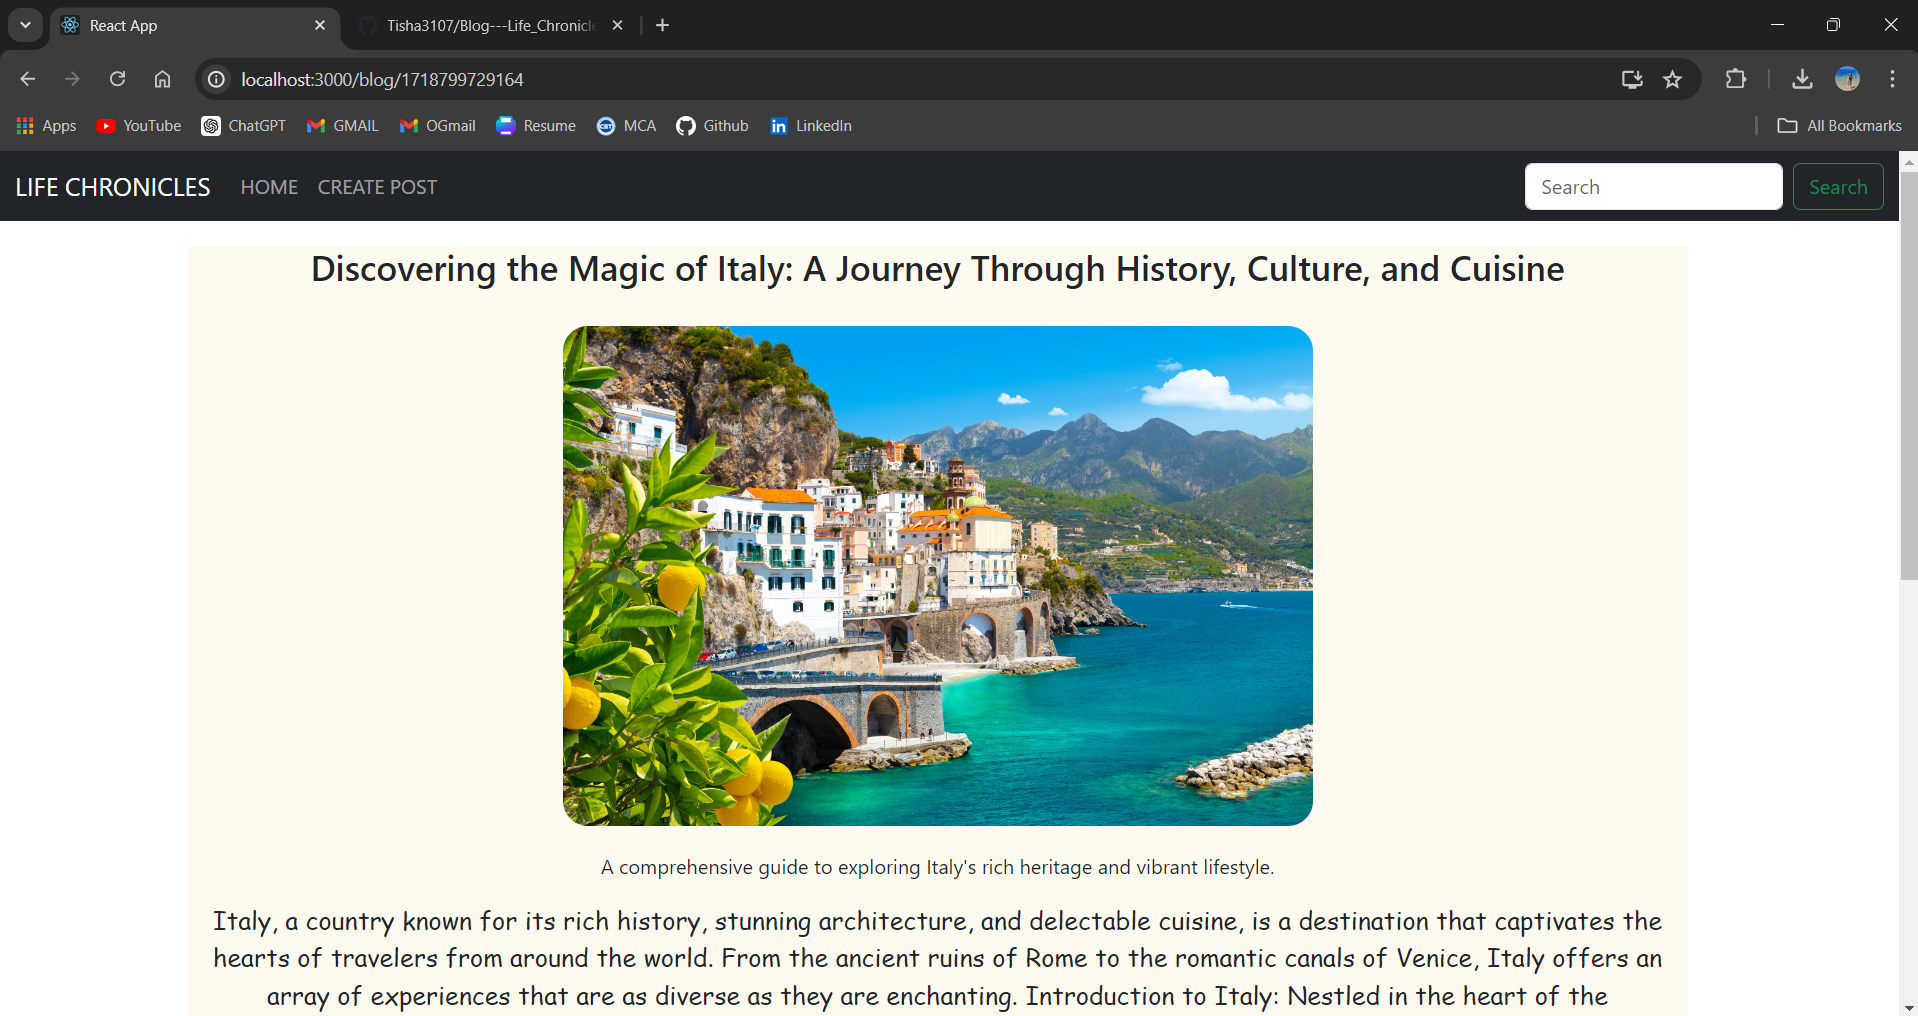 React App
Tisha3107/Blog---Life_Chronicle
localhost:3000/blog/1718799729164
Apps YouTube ChatGPT GMAIL OGmail Resume MCA Github LinkedIn All Bookmarks
LIFE CHRONICLES HOME CREATE POST Search Search
Discovering the Magic of Italy: A Journey Through History, Culture, and Cuisine
A comprehensive guide to exploring Italy's rich heritage and vibrant lifestyle.
Italy, a country known for its rich history, stunning architecture, and delectable cuisine, is a destination that captivates the
hearts of travelers from around the world. From the ancient ruins of Rome to the romantic canals of Venice, Italy offers an
array of experiences that are as diverse as they are enchanting. Introduction to Italy: Nestled in the heart of the